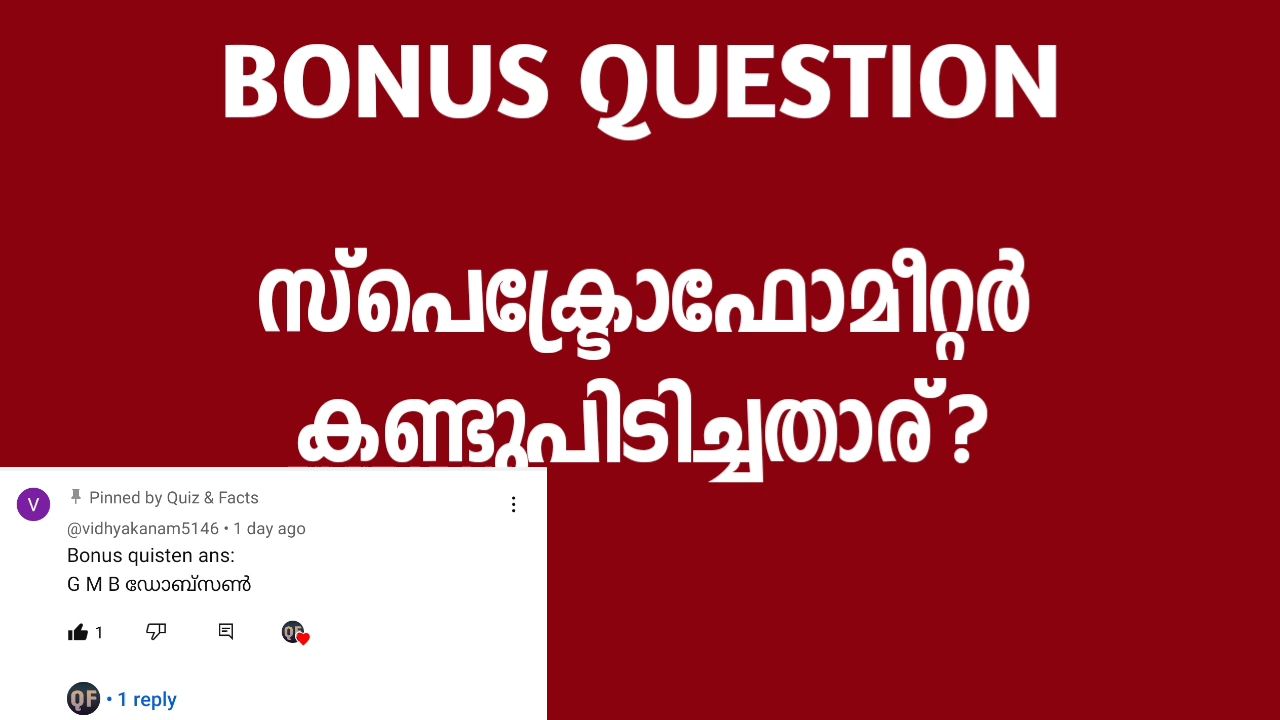 BONUS QUESTION
സ്പെക്ട്രോഫോമീറ്റർ
കണ്ടുപിടിച്ചതാര്?
Pinned by Quiz & Facts
V
@vidhyakanam5146 • 1 day ago
Bonus quisten ans:
G M B ഡോബ്സൺ
1
QF
QF • 1 reply